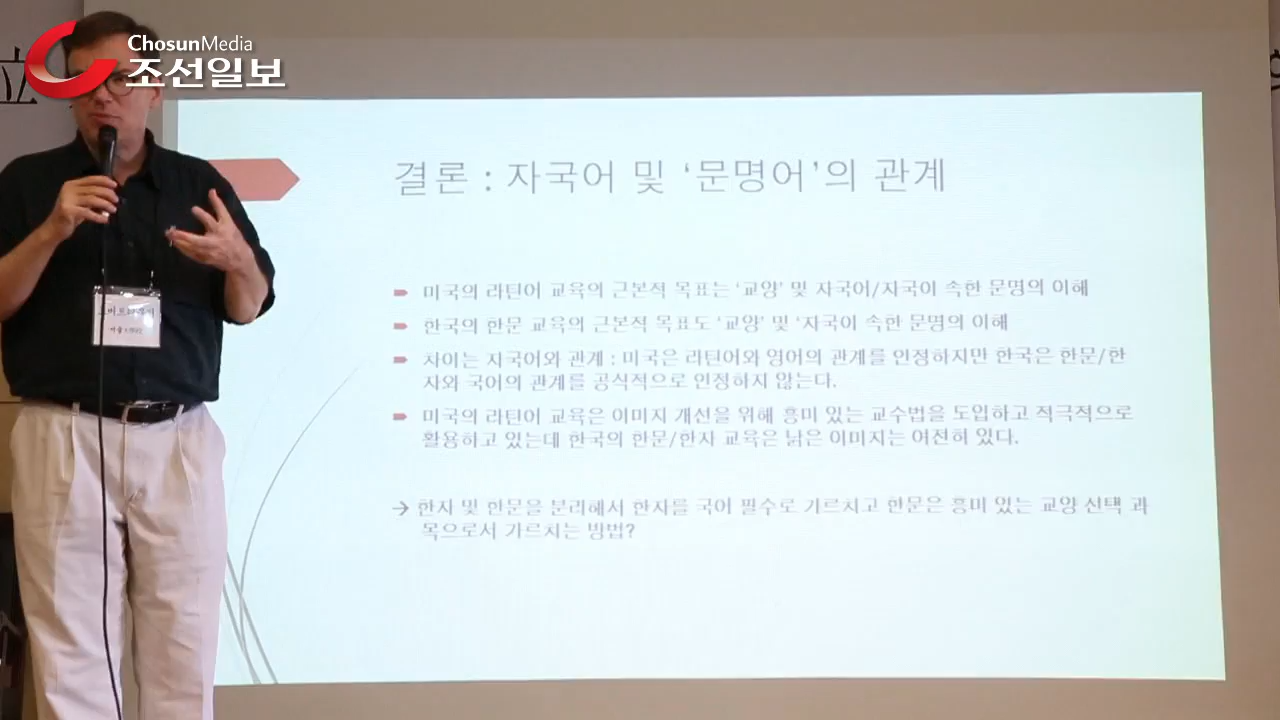 ChosunMedia
조선일보
立
결론 : 자국어 및 ‘문명어’의 관계
미국의 라틴어 교육의 근본적 목표는 ‘교양’ 및 자국어/자국이 속한 문명의 이해
한국의 한문 교육의 근본적 목표도 ‘교양’ 및 ‘자국이 속한 문명의 이해
차이는 자국어와 관계 : 미국은 라틴어와 영어의 관계를 인정하지만 한국은 한문/한
자와 국어의 관계를 공식적으로 인정하지 않는다.
미국의 라틴어 교육은 이미지 개선을 위해 흥미 있는 교수법을 도입하고 적극적으로
활용하고 있는데 한국의 한문/한자 교육은 낡은 이미지는 여전히 있다.
→ 한자 및 한문을 분리해서 한자를 국어 필수로 가르치고 한문은 흥미 있는 교양 선택 과
목으로서 가르치는 방법?